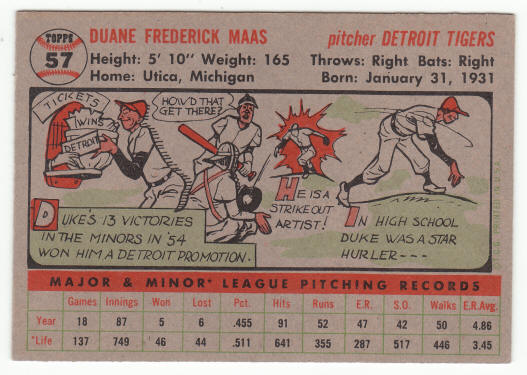 TOPPS
57
DUANE FREDERICK MAAS pitcher DETROIT TIGERS
Height: 5' 10" Weight: 165 Throws: Right Bats: Right
Home: Utica, Michigan Born: January 31, 1931
TICKETS
WINS
DETROIT
HOW'D THAT
GET THERE?
DUKE'S 13 VICTORIES
IN THE MINORS IN '54
WON HIM A DETROIT PROMOTION.
HE IS A
STRIKEOUT
ARTIST!
IN HIGH SCHOOL
DUKE WAS A STAR
HURLER---
T.C.G. PRINTED IN U.S.A.
MAJOR & MINOR* LEAGUE PITCHING RECORDS
Games Innings Won Lost Pct. Hits Runs E.R. S.O. Walks E.R.Avg.
Year 18 87 5 6 .455 91 52 47 42 50 4.86
*Life 137 749 46 44 .511 641 355 287 517 446 3.45